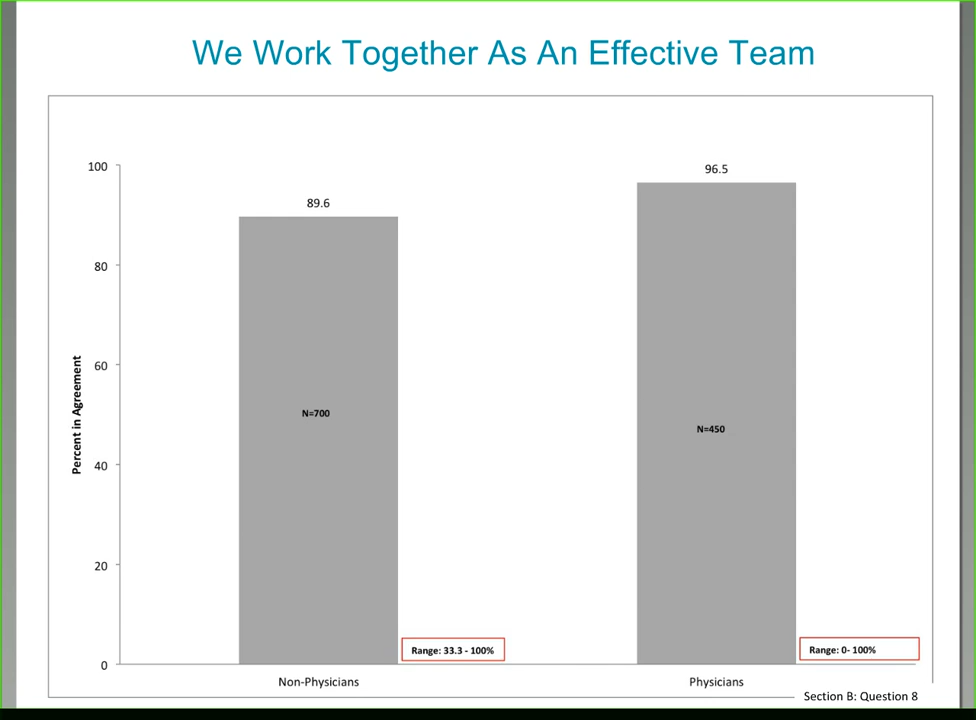 We Work Together As An Effective Team
100
80
60
40
20
0
Percent in Agreement
89.6
96.5
N=700
N=450
Range: 33.3 - 100%
Range: 0- 100%
Non-Physicians
Physicians
Section B: Question 8